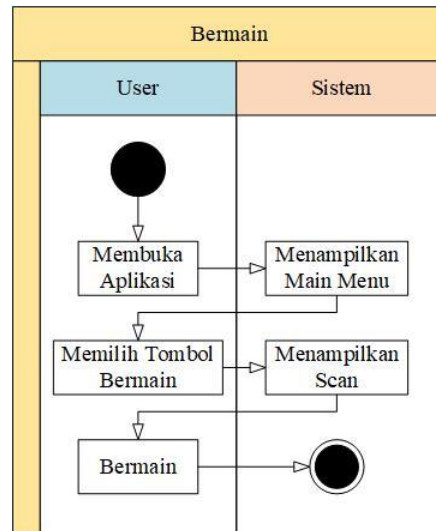 Bermain
User
Sistem
Membuka
Aplikasi
Menampilkan
Main Menu
Memilih Tombol
Bermain
Menampilkan
Scan
Bermain